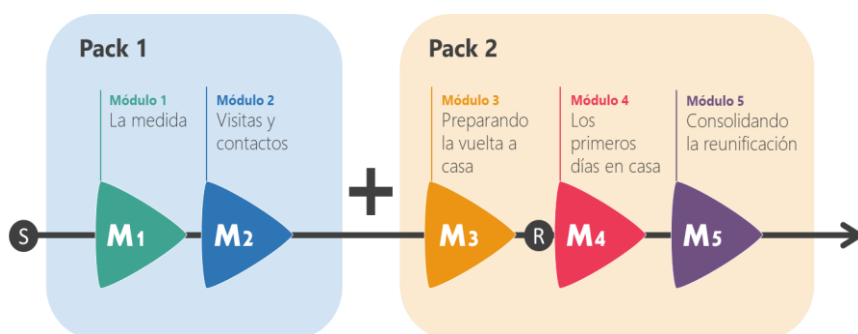 Pack 1
Pack 2
Módulo 1
La medida
Módulo 2
Visitas y
contactos
Módulo 3
Preparando
la vuelta a
casa
Módulo 4
Los
primeros
días en casa
Módulo 5
Consolidando
la reunificación
+
S
M1
M2
M3
R
M4
M5